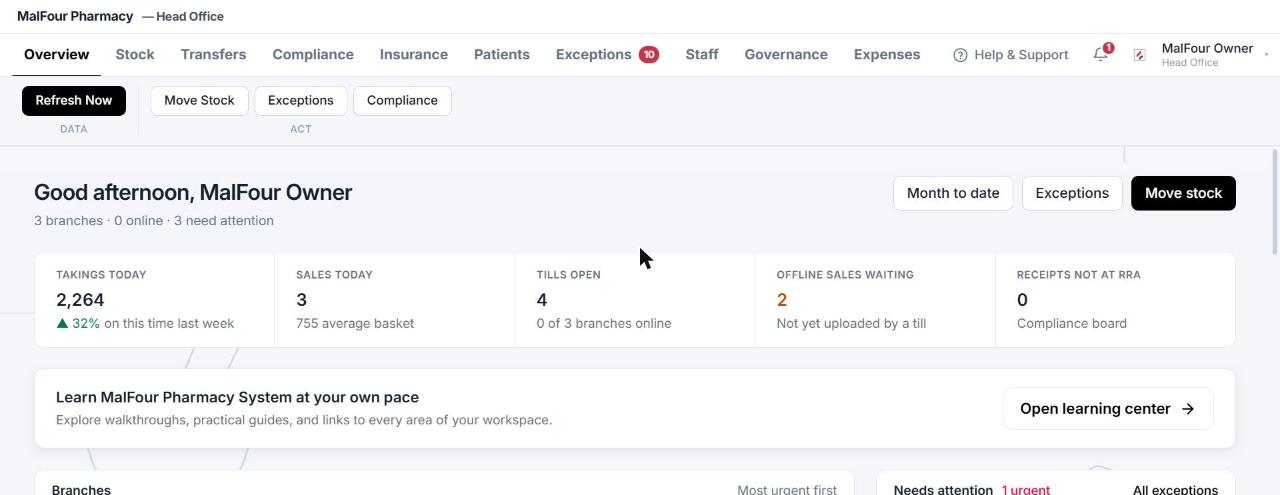 MalFour Pharmacy — Head Office
Overview Stock Transfers Compliance Insurance Patients Exceptions 10 Staff Governance Expenses Help & Support 1 MalFour Owner
Head Office
Refresh Now Move Stock Exceptions Compliance
DATA ACT
Good afternoon, MalFour Owner
3 branches · 0 online · 3 need attention
Month to date Exceptions Move stock
TAKINGS TODAY
2,264
▲ 32% on this time last week
SALES TODAY
3
755 average basket
TILLS OPEN
4
0 of 3 branches online
OFFLINE SALES WAITING
2
Not yet uploaded by a till
RECEIPTS NOT AT RRA
0
Compliance board
Learn MalFour Pharmacy System at your own pace
Explore walkthroughs, practical guides, and links to every area of your workspace.
Open learning center →
Branches Most urgent first
Needs attention 1 urgent All exceptions